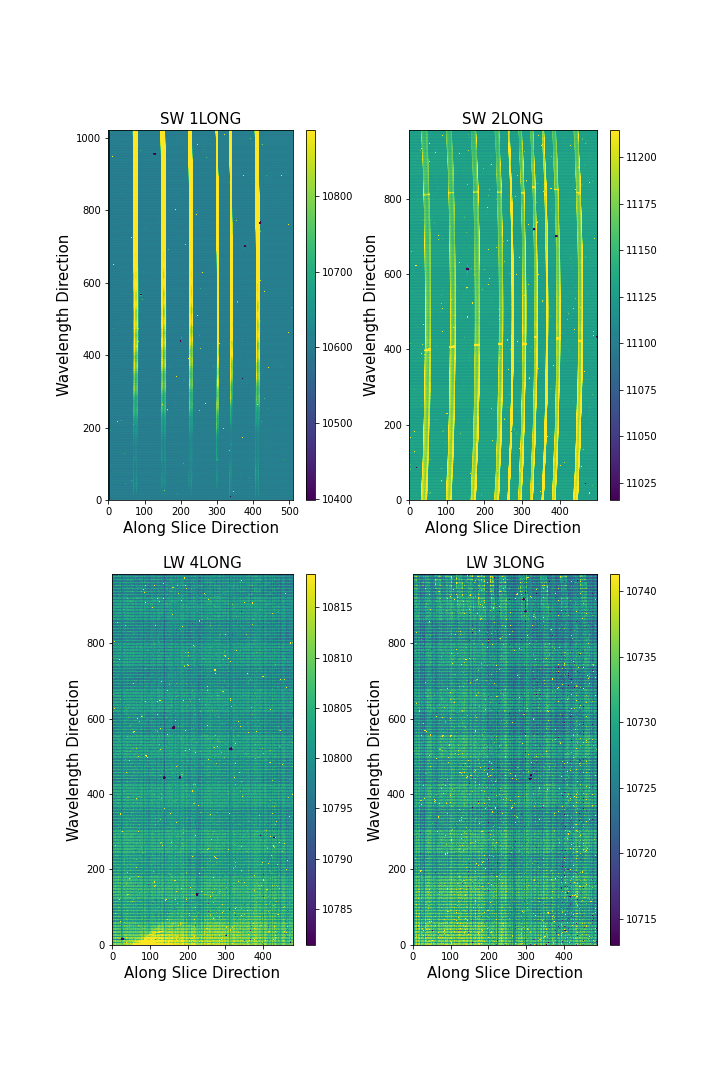 SW 1LONG
SW 2LONG
1000
800
600
400
200
0
Wavelength Direction
0 100 200 300 400 500
Along Slice Direction
10800
10700
10600
10500
10400
800
600
400
200
0
Wavelength Direction
0 100 200 300 400
Along Slice Direction
11200
11175
11150
11125
11100
11075
11050
11025
LW 4LONG
LW 3LONG
800
600
400
200
0
Wavelength Direction
0 100 200 300 400
Along Slice Direction
10815
10810
10805
10800
10795
10790
10785
800
600
400
200
0
Wavelength Direction
0 100 200 300 400
Along Slice Direction
10740
10735
10730
10725
10720
10715